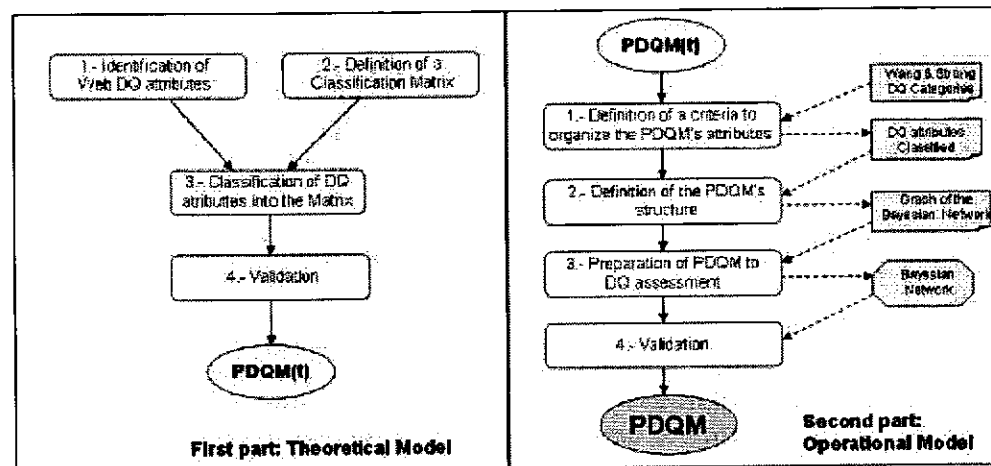 1.- Identification of
Web DQ attributes
2.- Definition of a
Classification Matrix
3.- Classification of DQ
atributes into the Matrix
4.- Validation
PDQM(t)
First part: Theoretical Model
PDQM(t)
1.- Definition of a criteria to
organize the PDQM's attributes
2.- Definition of the PDQM's
structure
3.- Preparation of PDQM to
DQ assessment
4.- Validation
PDQM
Wang & Strong
DQ Categories
DQ attributes
Classified
Graph of the
Bayesian Network
Bayesian
Network
Second part:
Operational Model